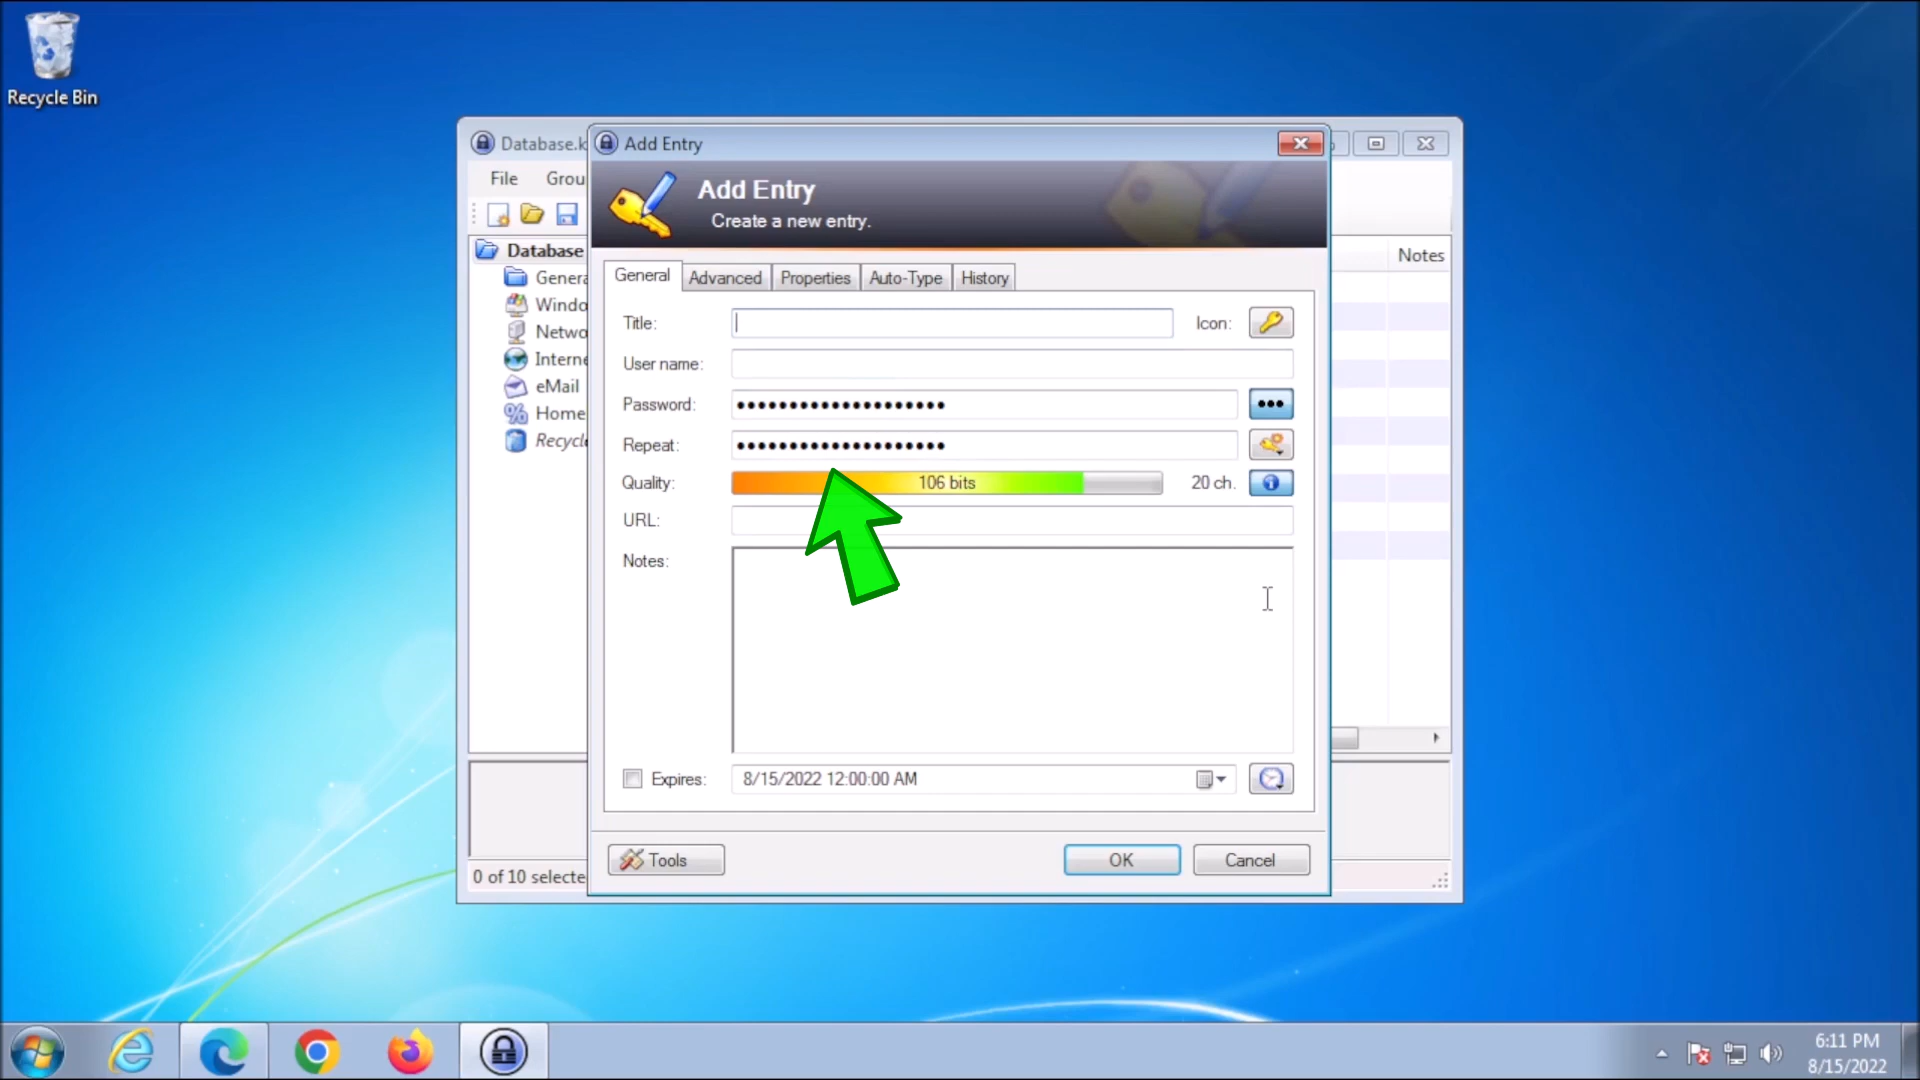 Recycle Bin
Database.k
Add Entry
File Grou
Add Entry
Create a new entry.
Database
Genera
Windo
Netwo
Interne
eMail
Home
Recycle
Notes
General Advanced Properties Auto-Type History
Title:
Icon:
User name:
Password: ●●●●●●●●●●●●●●●●●●●●
Repeat: ●●●●●●●●●●●●●●●●●●●●
Quality: 106 bits 20 ch.
URL:
Notes:
Expires: 8/15/2022 12:00:00 AM
Tools OK Cancel
0 of 10 selecte
6:11 PM
8/15/2022